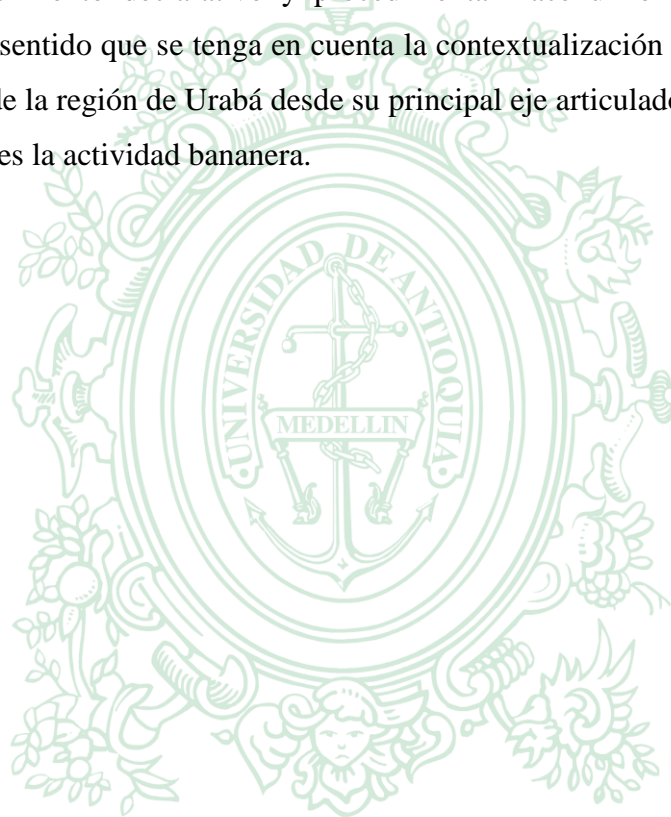 sentido que se tenga en cuenta la contextualización
de la región de Urabá desde su principal eje
es la actividad bananera.
UNIVERSIDAD DE ANTIOQUIA
MEDELLIN